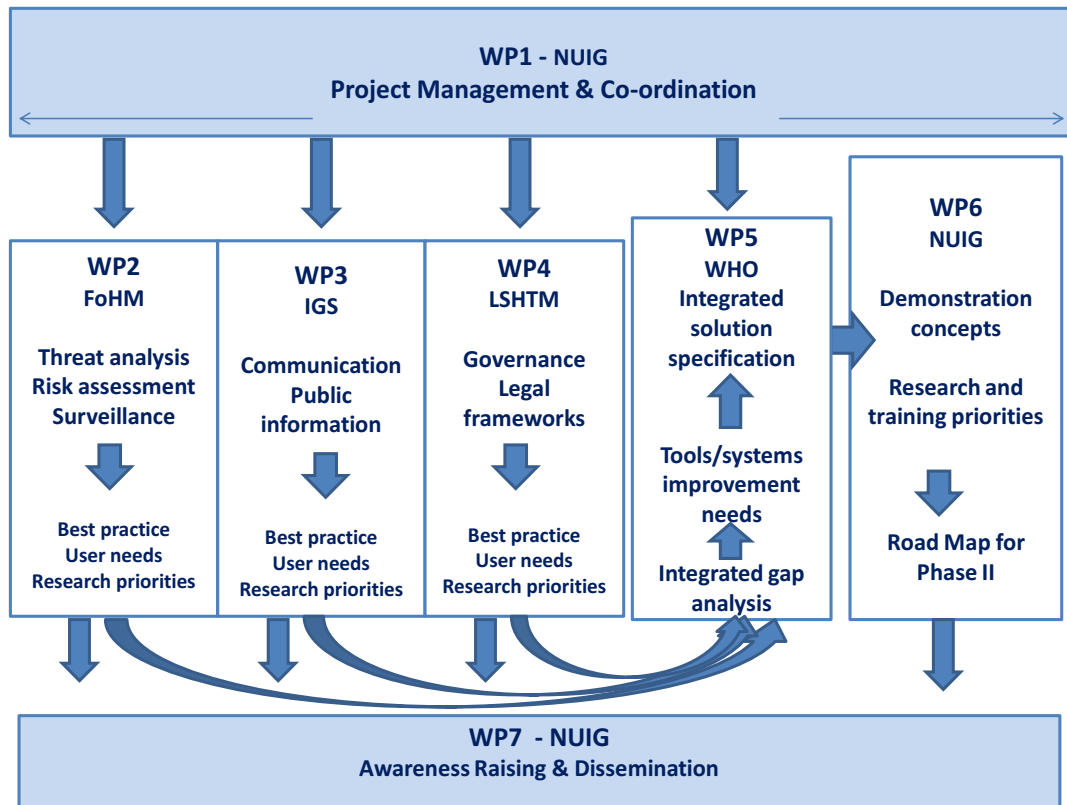 WP1 - NUIG
Project Management & Co-ordination
WP2
FoHM
Threat analysis
Risk assessment
Surveillance
Best practice
User needs
Research priorities
WP3
IGS
Communication
Public
information
Best practice
User needs
Research priorities
WP4
LSHTM
Governance
Legal
frameworks
Best practice
User needs
Research priorities
WP5
WHO
Integrated
solution
specification
Tools/systems
improvement
needs
Integrated gap
analysis
WP6
NUIG
Demonstration
concepts
Research and
training priorities
Road Map for
Phase II
WP7 - NUIG
Awareness Raising & Dissemination